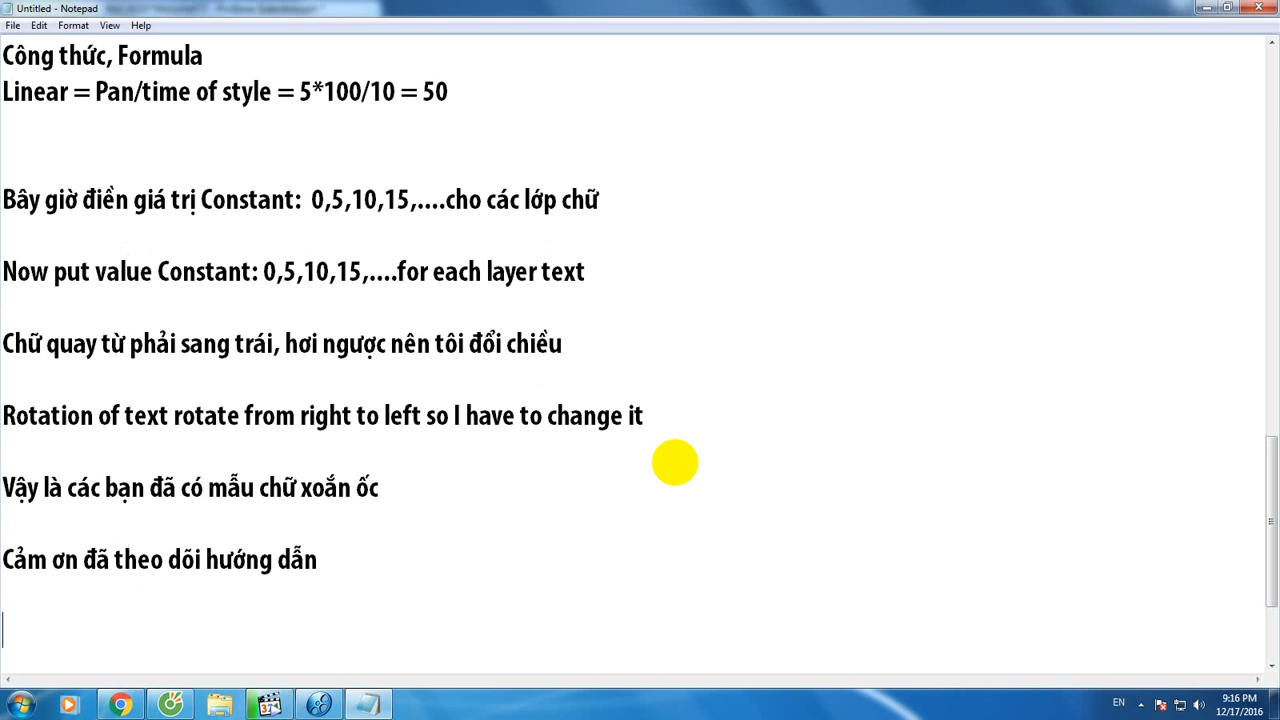 Untitled - Notepad
File Edit Format View Help
Công thức, Formula
Linear = Pan/time of style = 5*100/10 = 50
Bây giờ điền giá trị Constant:  0,5,10,15,....cho các lớp chữ
Now put value Constant: 0,5,10,15,....for each layer text
Chữ quay từ phải sang trái, hơi ngược nên tôi đổi chiều
Rotation of text rotate from right to left so I have to change it
Vậy là các bạn đã có mẫu chữ xoắn ốc
Cảm ơn đã theo dõi hướng dẫn
EN
9:16 PM
12/17/2016